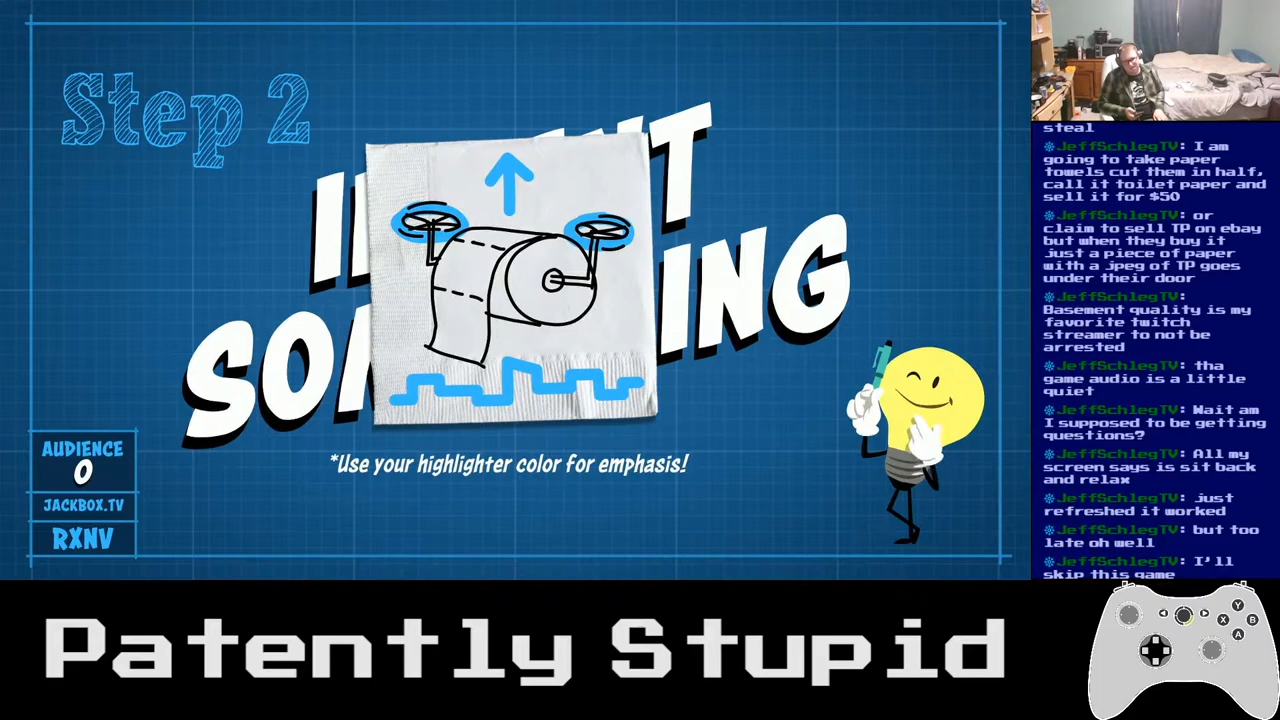 Step 2
NT
SO
ING
*Use your highlighter color for emphasis!
AUDIENCE
0
JACKBOX.TV
RXNV
steal
JeffSchlegTV: I am
going to take paper
towels cut them in half,
call it toilet paper and
sell it for $50
JeffSchlegTV: or
claim to sell TP on ebay
but when they buy it
just a piece of paper
with a jpeg of TP goes
under their door
JeffSchlegTV:
Basement quality is my
favorite twitch
streamer to not be
arrested
JeffSchlegTV: tha
game audio is a little
quiet
JeffSchlegTV: Wait am
I supposed to be getting
questions?
JeffSchlegTV: All my
screen says is sit back
and relax
JeffSchlegTV: just
refreshed it worked
JeffSchlegTV: but too
late oh well
JeffSchlegTV: I'll
skip this game
Patently Stupid
Y
X
B
A